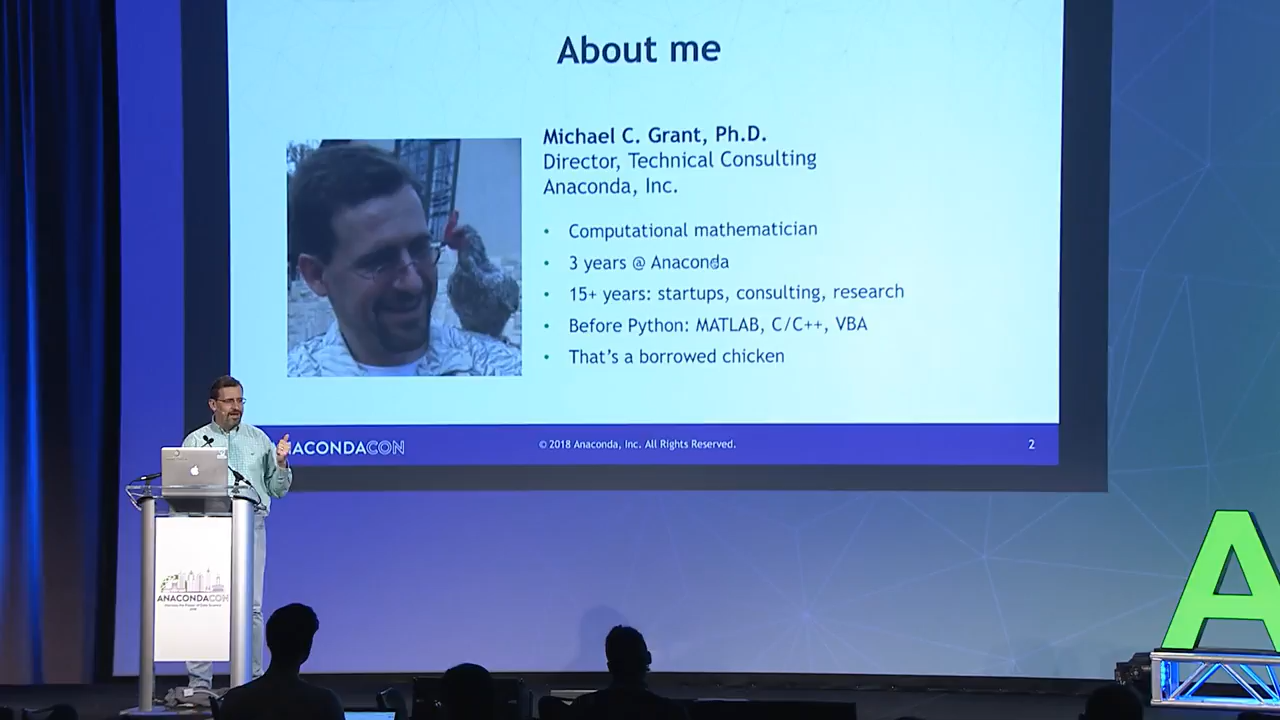 About me
Michael C. Grant, Ph.D.
Director, Technical Consulting
Anaconda, Inc.
• Computational mathematician
• 3 years @ Anaconda
• 15+ years: startups, consulting, research
• Before Python: MATLAB, C/C++, VBA
• That's a borrowed chicken
NACONDACON
© 2018 Anaconda, Inc. All Rights Reserved.
2
ANACONDACON
A